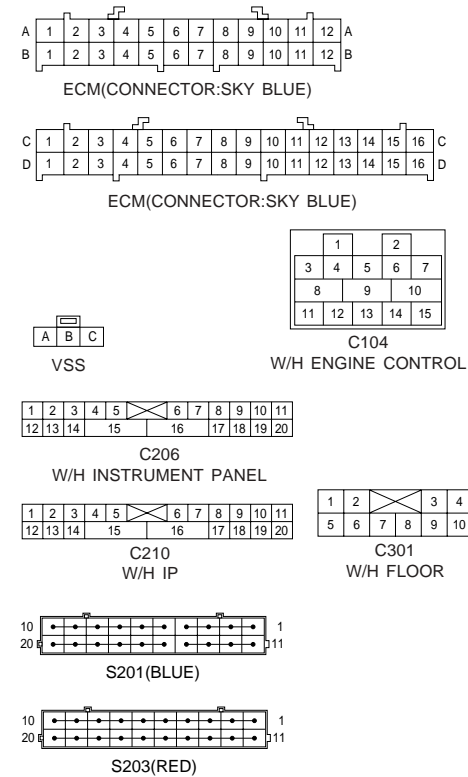 A 1 2 3 4 5 6 7 8 9 10 11 12 A
B 1 2 3 4 5 6 7 8 9 10 11 12 B
ECM(CONNECTOR:SKY BLUE)
C 1 2 3 4 5 6 7 8 9 10 11 12 13 14 15 16 C
D 1 2 3 4 5 6 7 8 9 10 11 12 13 14 15 16 D
ECM(CONNECTOR:SKY BLUE)
A B C
VSS
1 2
3 4 5 6 7
8 9 10
11 12 13 14 15
C104
W/H ENGINE CONTROL
1 2 3 4 5 6 7 8 9 10 11
12 13 14 15 16 17 18 19 20
C206
W/H INSTRUMENT PANEL
1 2 3 4 5 6 7 8 9 10 11
12 13 14 15 16 17 18 19 20
C210
W/H IP
1 2 3 4
5 6 7 8 9 10
C301
W/H FLOOR
10 1
20 11
S201(BLUE)
10 1
20 11
S203(RED)